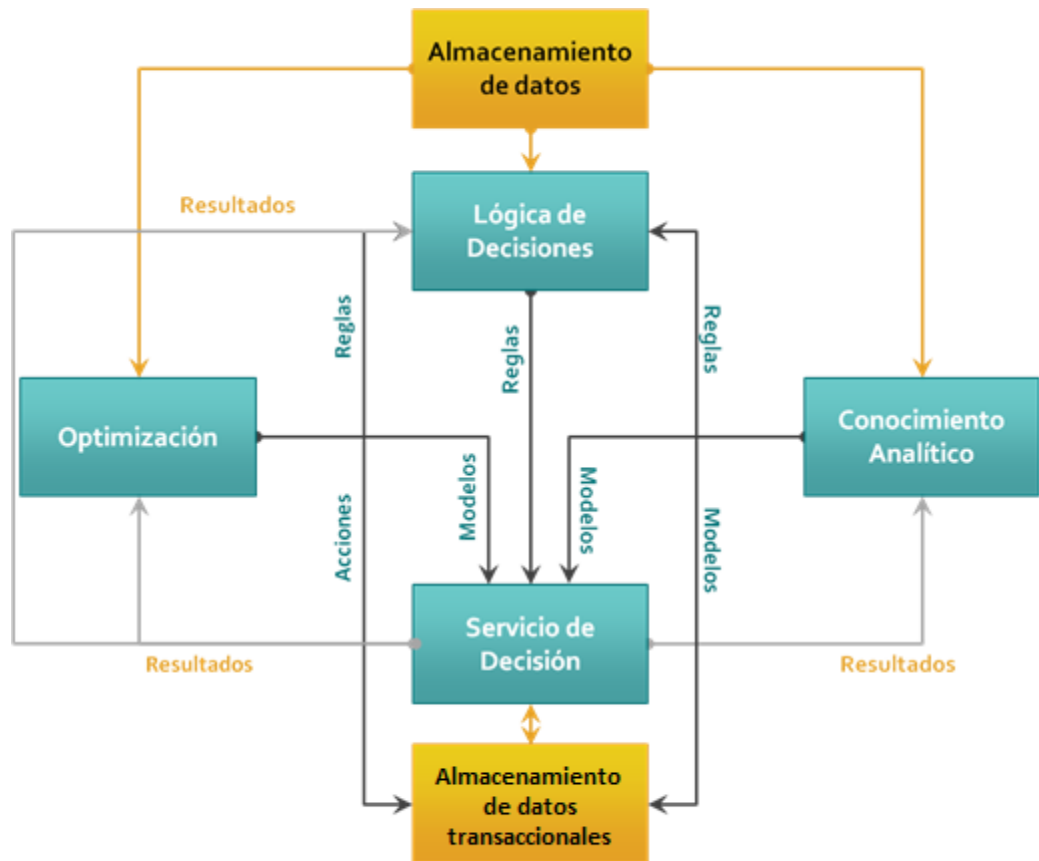 Almacenamiento
de datos
Resultados
Lógica de
Decisiones
Reglas
Reglas
Reglas
Optimización
Conocimiento
Analítico
Modelos
Modelos
Acciones
Modelos
Servicio de
Decisión
Resultados
Resultados
Almacenamiento
de datos
transaccionales